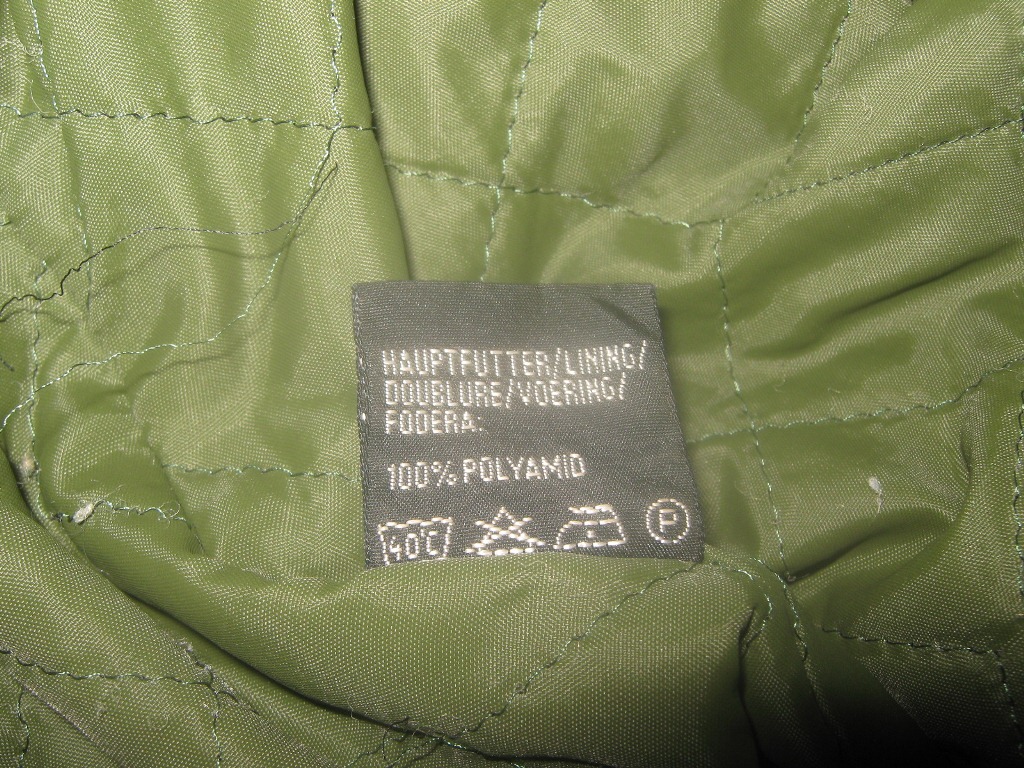 HAUPTFUTTER/LINING/
DOUBLURE/VOERING/
FODERA:
100% POLYAMID
40°C P